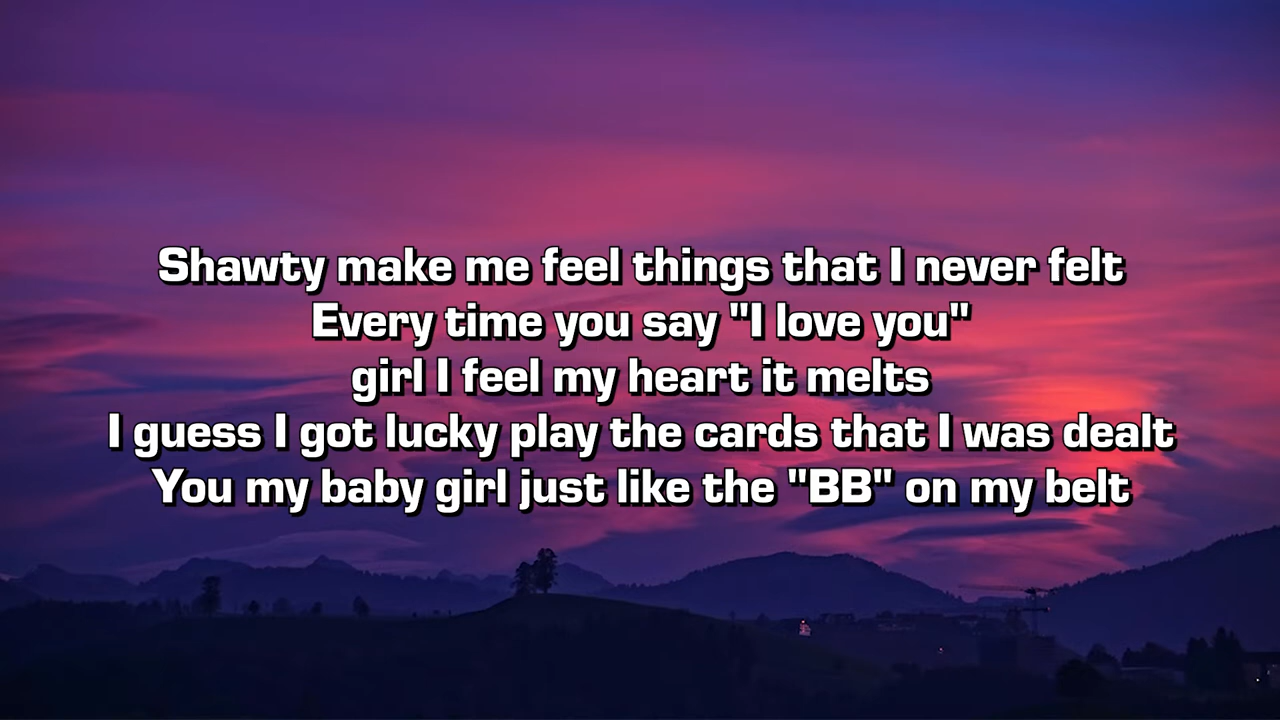 Shawty make me feel things that I never felt
Every time you say "I love you"
girl I feel my heart it melts
I guess I got lucky play the cards that I was dealt
You my baby girl just like the "BB" on my belt